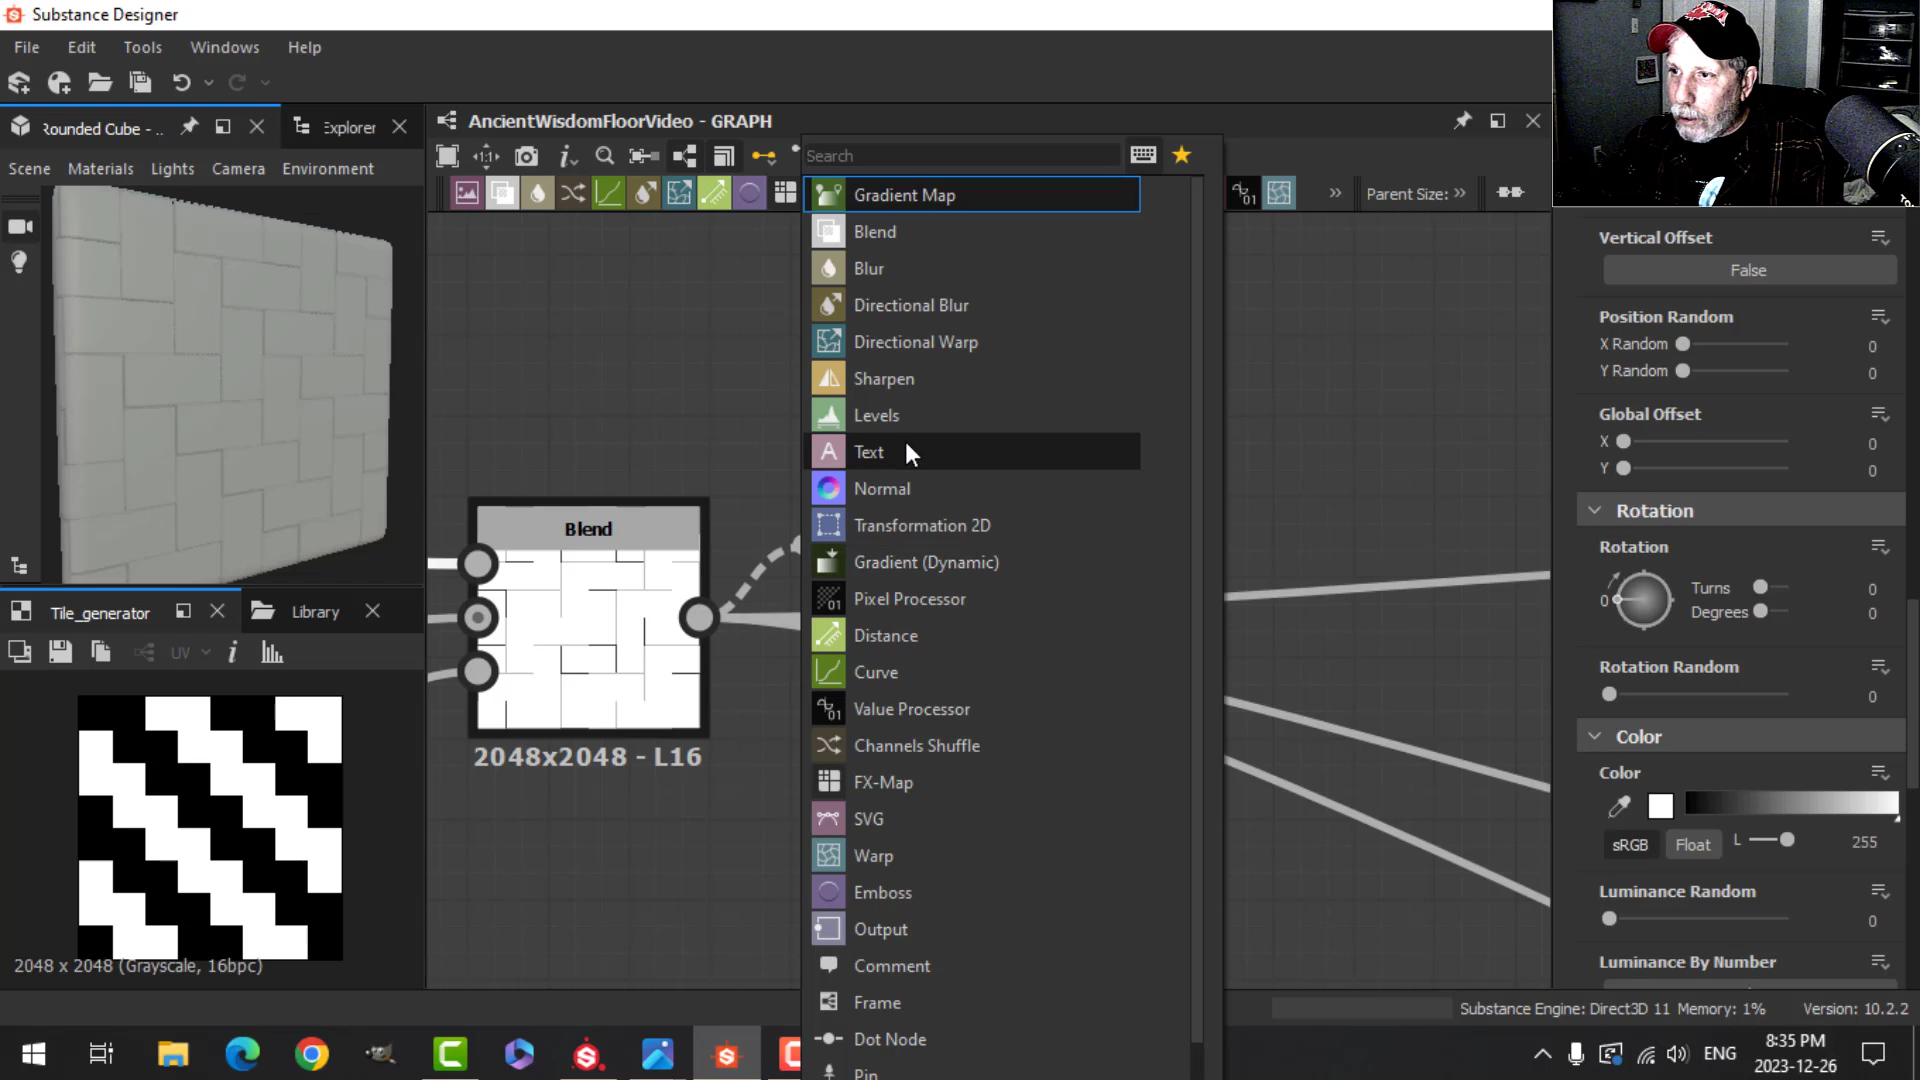 Substance Designer
File Edit Tools Windows Help
Rounded Cube - ..
Explorer
AncientWisdomFloorVideo - GRAPH
Scene Materials Lights Camera Environment
1:1
Search
01
Parent Size:
Gradient Map
Blend
Blur
Directional Blur
Directional Warp
Sharpen
Levels
Text
Normal
Transformation 2D
Gradient (Dynamic)
Pixel Processor
Distance
Curve
Value Processor
Channels Shuffle
FX-Map
SVG
Warp
Emboss
Output
Comment
Frame
Dot Node
Pin
Blend
2048x2048 - L16
Tile_generator
Library
UV
2048 x 2048 (Grayscale, 16bpc)
Vertical Offset
False
Position Random
X Random 0
Y Random 0
Global Offset
X 0
Y 0
Rotation
Rotation
0
Turns 0
Degrees 0
Rotation Random
0
Color
Color
sRGB Float L 255
Luminance Random
0
Luminance By Number
Substance Engine: Direct3D 11 Memory: 1% Version: 10.2.2
ENG
8:35 PM
2023-12-26